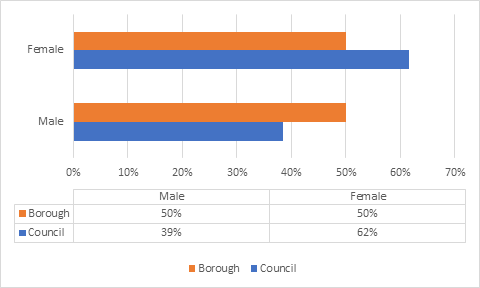 Female
Male
0% 10% 20% 30% 40% 50% 60% 70%
Male Female
Borough 50% 50%
Council 39% 62%
Borough Council